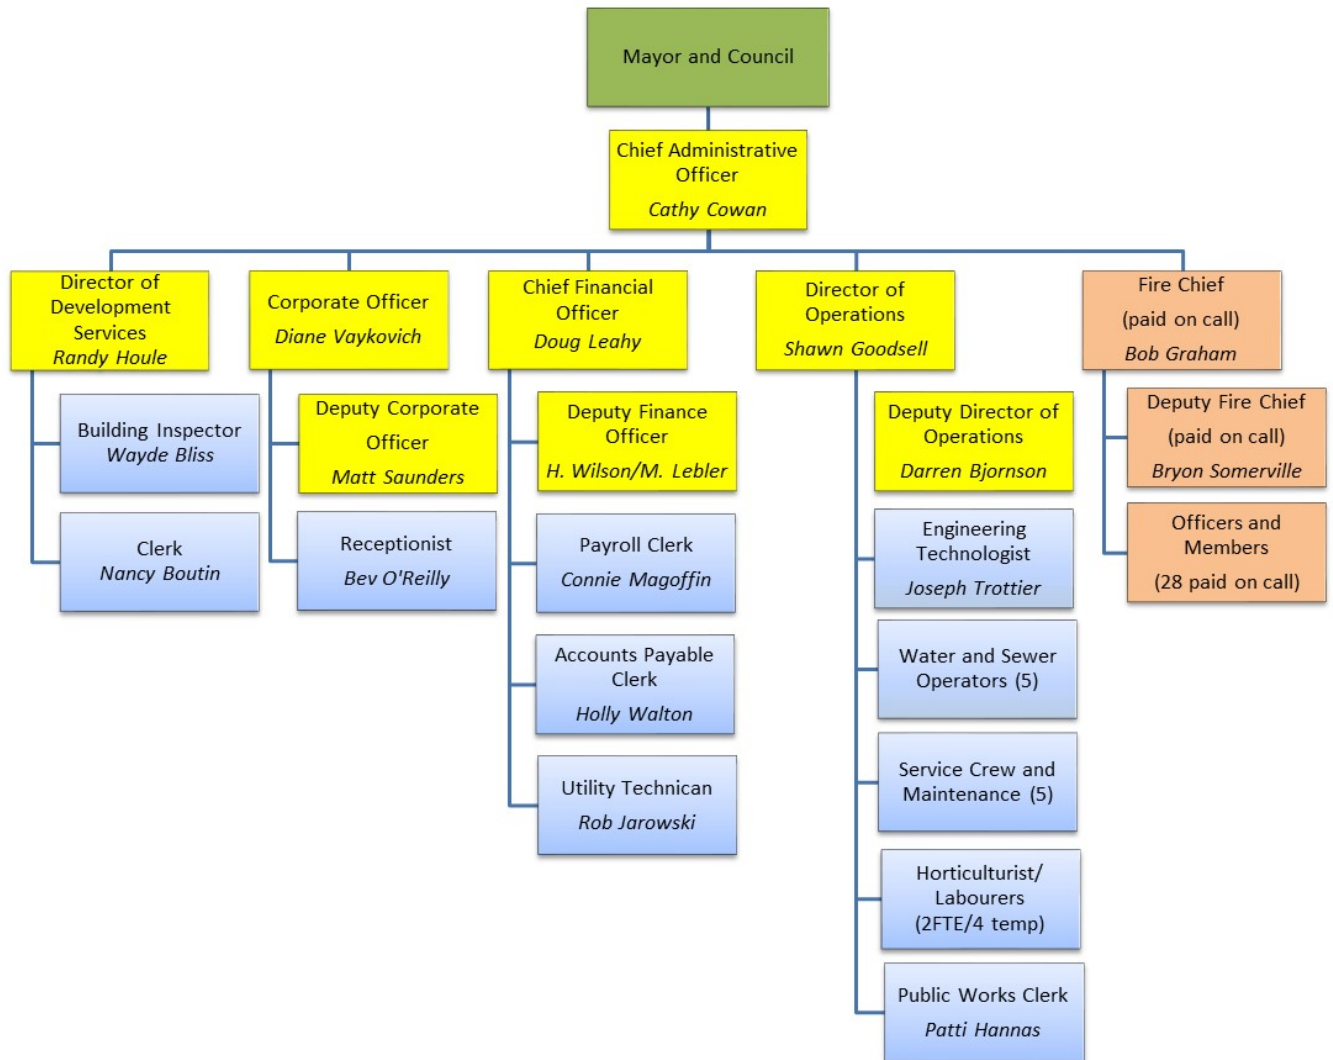 Mayor and Council
Chief Administrative
Officer
Cathy Cowan
Director of
Development
Services
Randy Houle
Building Inspector
Wayde Bliss
Clerk
Nancy Boutin
Corporate Officer
Diane Vaykovich
Deputy Corporate
Officer
Matt Saunders
Receptionist
Bev O'Reilly
Chief Financial
Officer
Doug Leahy
Deputy Finance
Officer
H. Wilson/M. Lebler
Payroll Clerk
Connie Magoffin
Accounts Payable
Clerk
Holly Walton
Utility Technican
Rob Jarowski
Director of
Operations
Shawn Goodsell
Deputy Director of
Operations
Darren Bjornson
Engineering
Technologist
Joseph Trottier
Water and Sewer
Operators (5)
Service Crew and
Maintenance (5)
Horticulturist/
Labourers
(2FTE/4 temp)
Public Works Clerk
Patti Hannas
Fire Chief
(paid on call)
Bob Graham
Deputy Fire Chief
(paid on call)
Bryon Somerville
Officers and
Members
(28 paid on call)